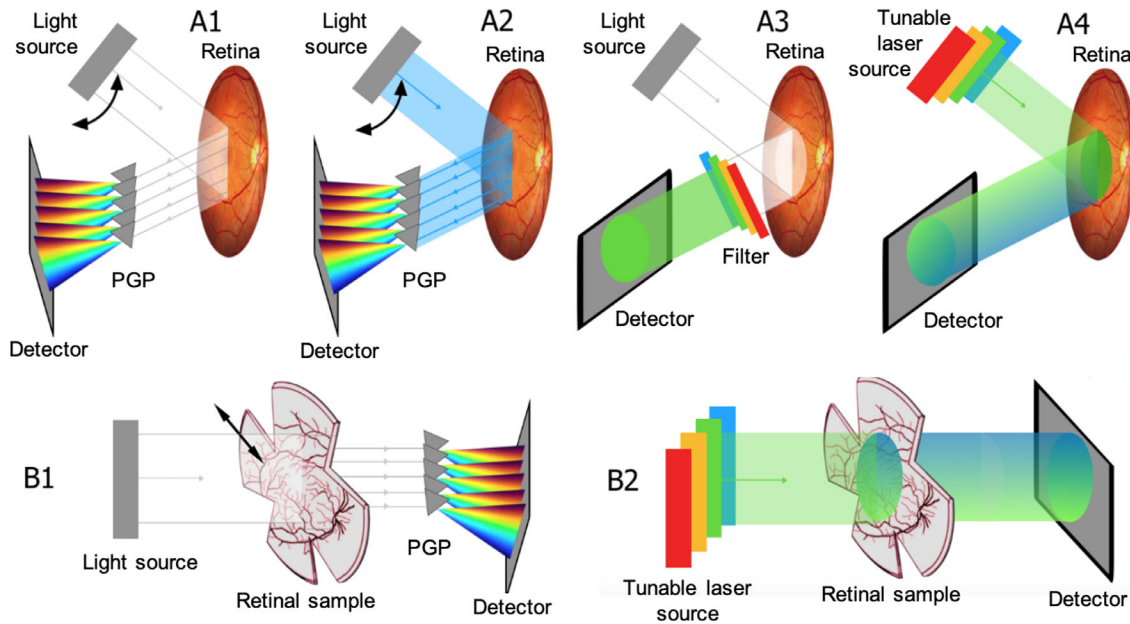 Light
source
A1
Retina
PGP
Detector
Light
source
A2
Retina
PGP
Detector
Light
source
A3
Retina
Filter
Detector
Tunable
laser
source
A4
Retina
Detector
B1
Light source
Retinal sample
PGP
Detector
B2
Tunable laser
source
Retinal sample
Detector